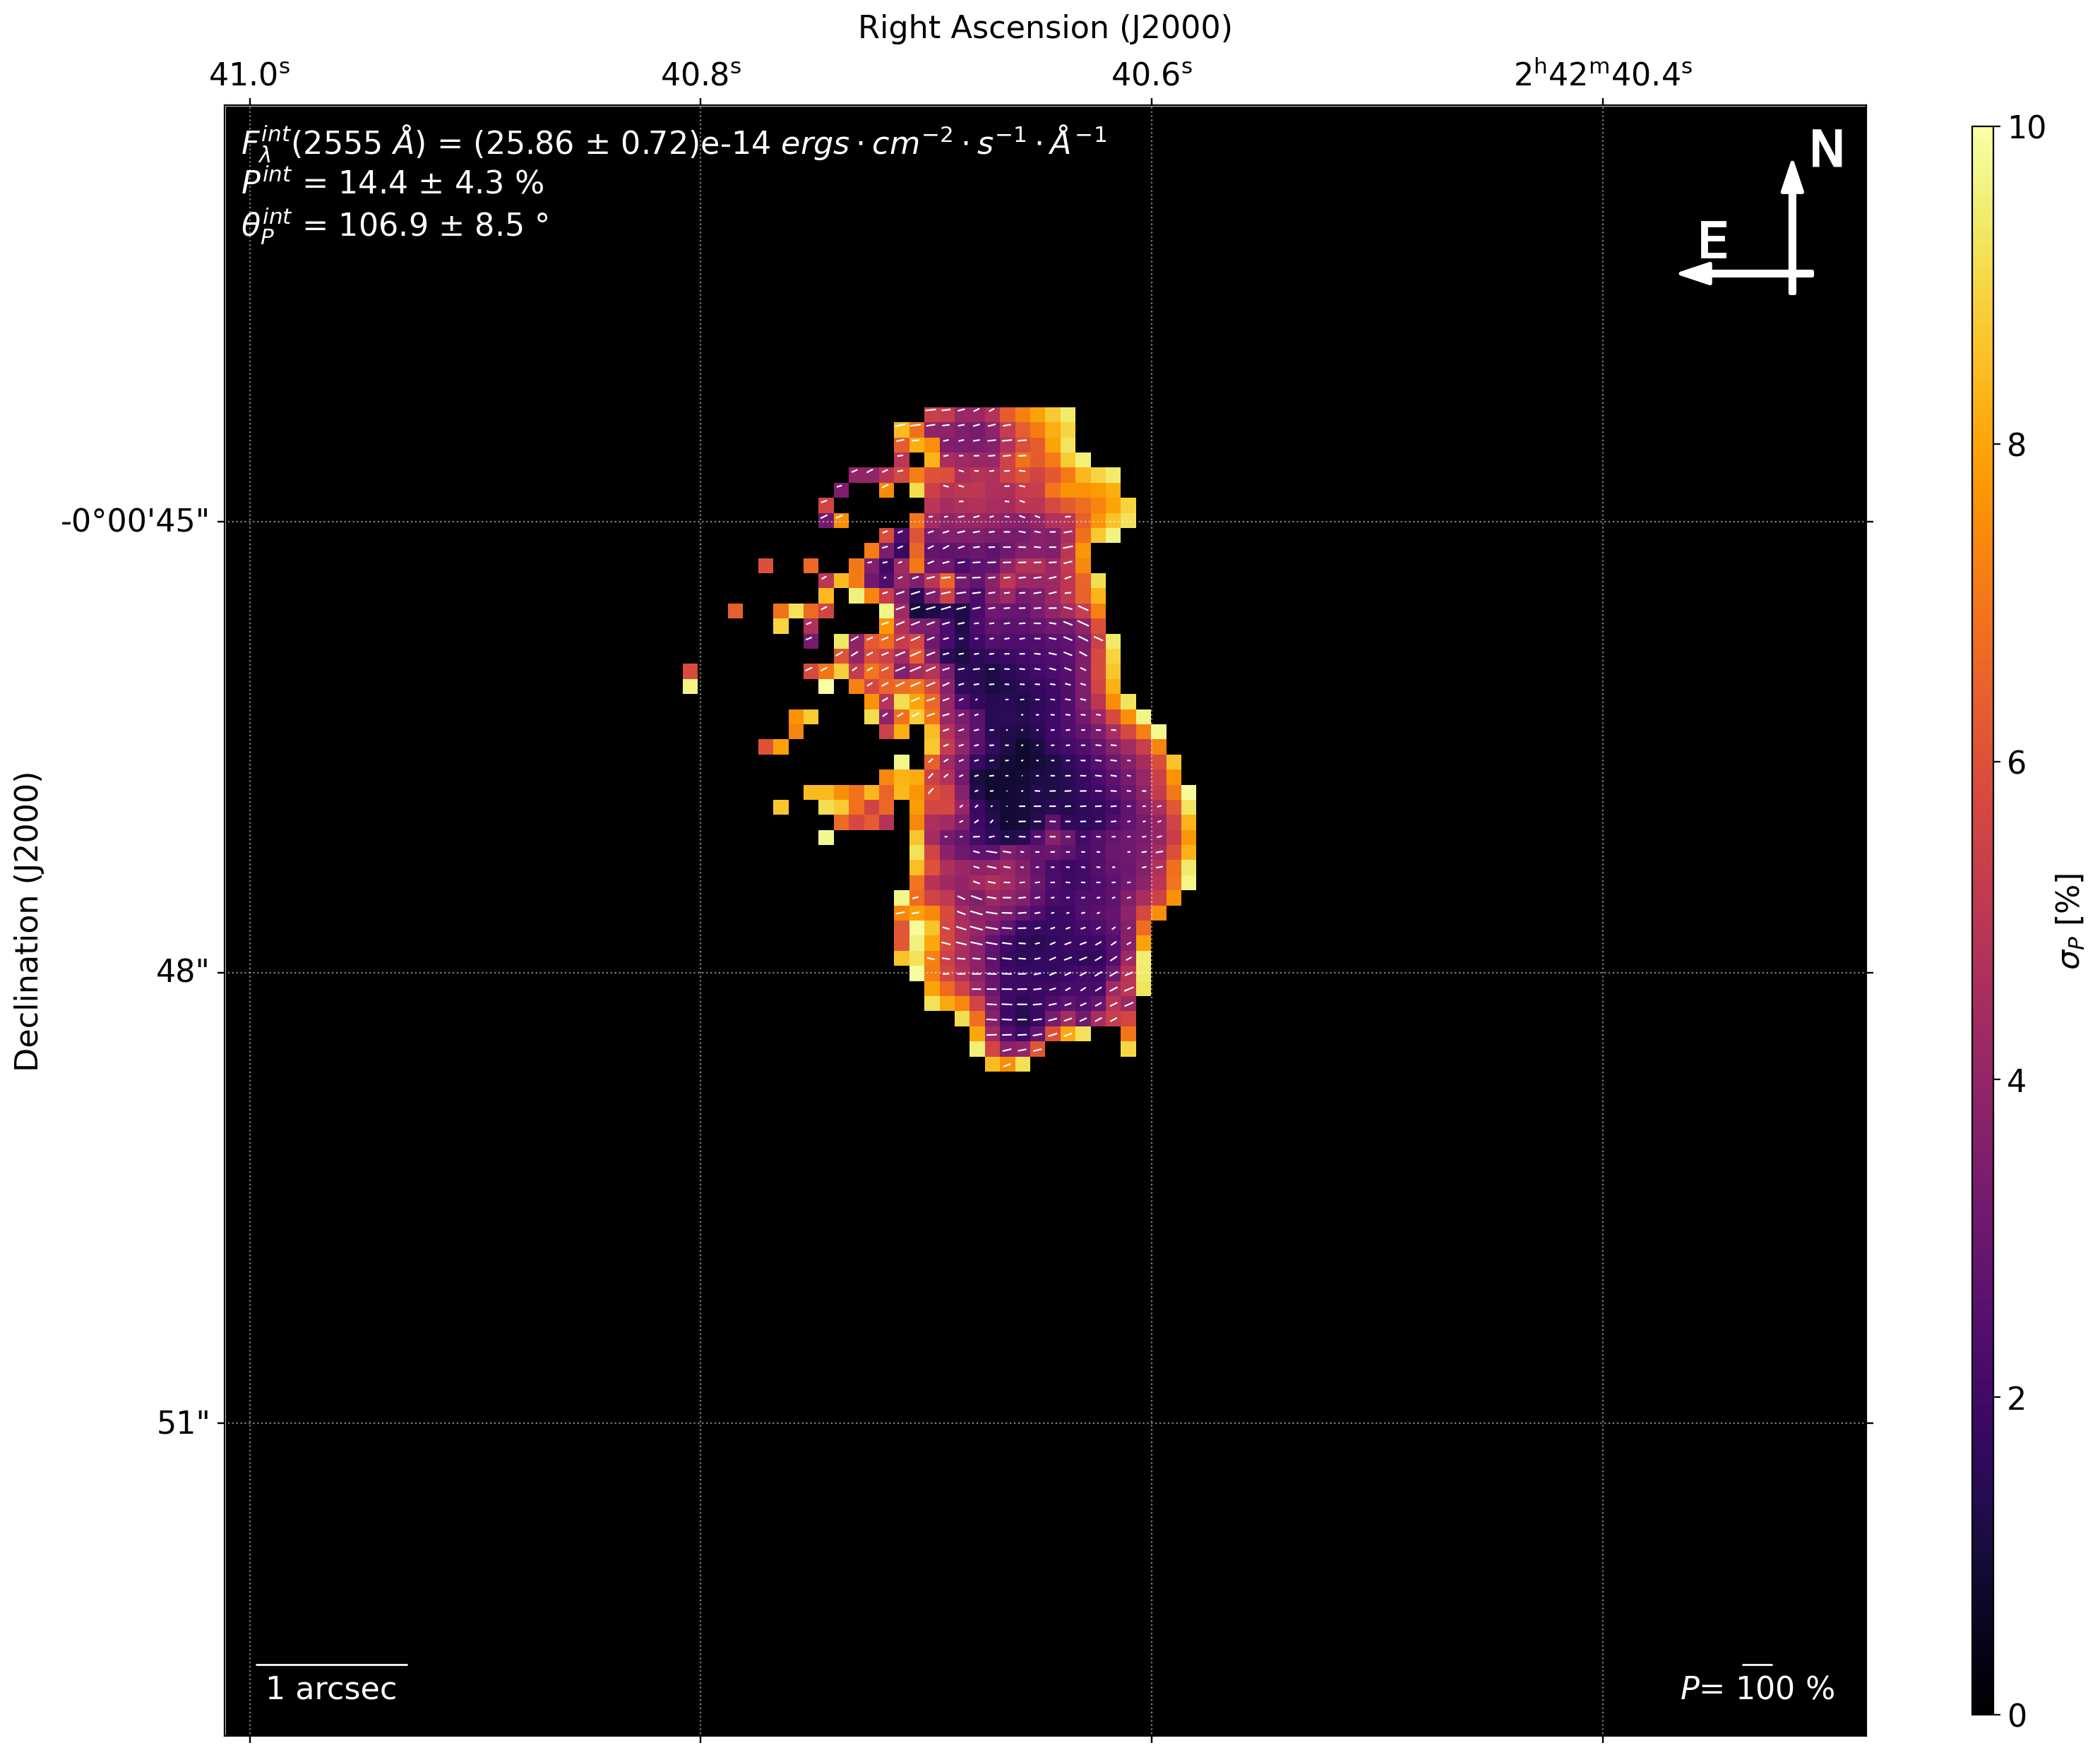 Right Ascension (J2000)
41.0ˢ 40.8ˢ 40.6ˢ 2ʰ42ᵐ40.4ˢ
F_λ^int(2555 Å) = (25.86 ± 0.72)e-14 ergs · cm⁻² · s⁻¹ · Å⁻¹
P^int = 14.4 ± 4.3 %
θ_P^int = 106.9 ± 8.5 °
N
E
-0°00'45"
48"
51"
Declination (J2000)
1 arcsec
P= 100 %
10
8
6
4
2
0
σ_P [%]